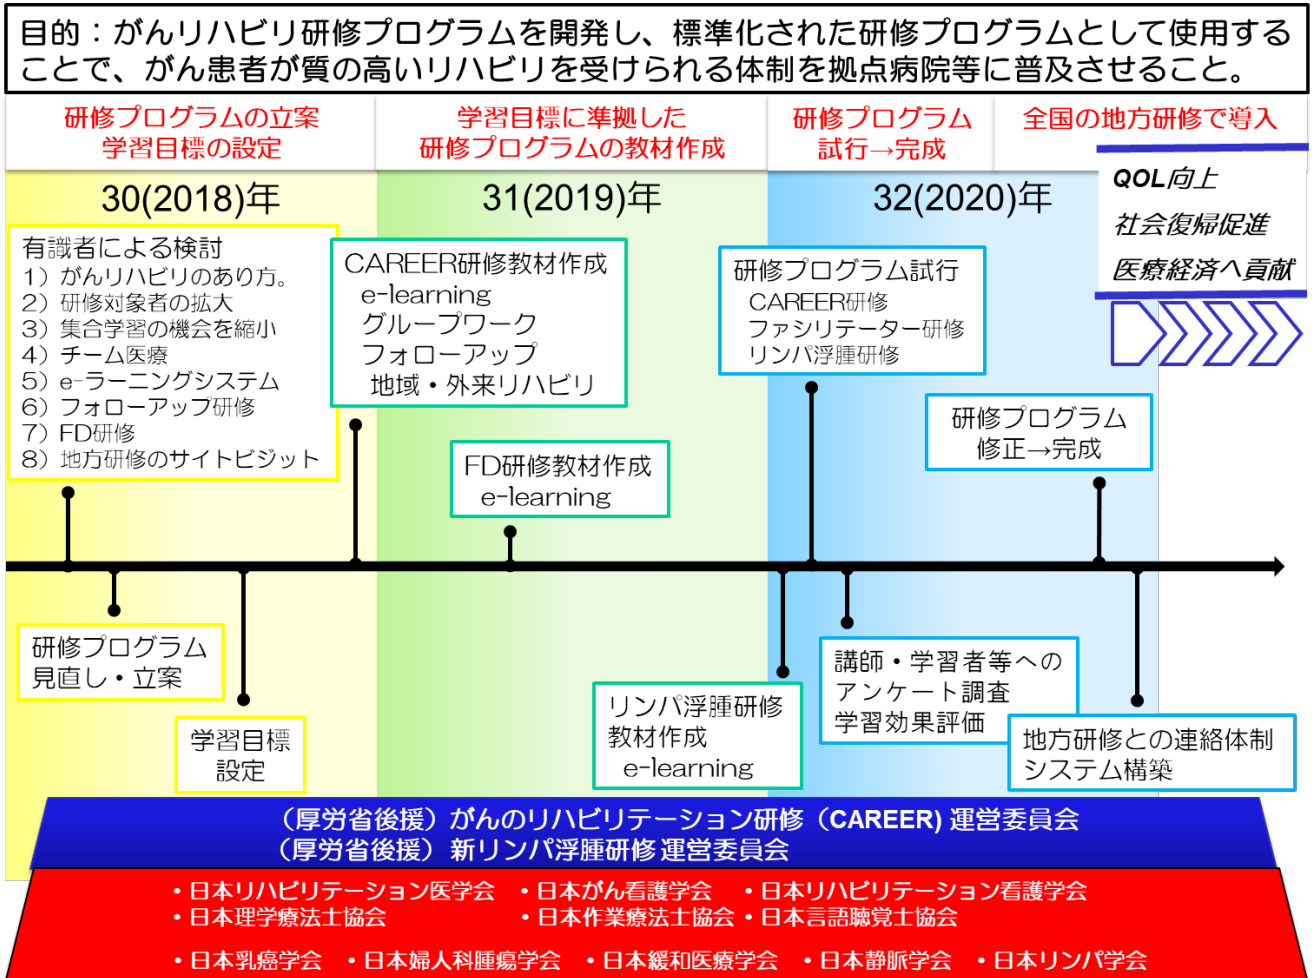 目的：がんリハビリ研修プログラムを開発し、標準化された研修プログラムとして使用する
ことで、がん患者が質の高いリハビリを受けられる体制を拠点病院等に普及させること。
研修プログラムの立案
学習目標の設定
学習目標に準拠した
研修プログラムの教材作成
研修プログラム
試行→完成
全国の地方研修で導入
30(2018)年
31(2019)年
32(2020)年
QOL向上
社会復帰促進
医療経済へ貢献
有識者による検討
1）がんリハビリのあり方。
2）研修対象者の拡大
3）集合学習の機会を縮小
4）チーム医療
5）e-ラーニングシステム
6）フォローアップ研修
7）FD研修
8）地方研修のサイトビジット
CAREER研修教材作成
e-learning
グループワーク
フォローアップ
地域・外来リハビリ
FD研修教材作成
e-learning
研修プログラム試行
CAREER研修
ファシリテーター研修
リンパ浮腫研修
研修プログラム
修正→完成
研修プログラム
見直し・立案
学習目標
設定
リンパ浮腫研修
教材作成
e-learning
講師・学習者等への
アンケート調査
学習効果評価
地方研修との連絡体制
システム構築
（厚労省後援）がんのリハビリテーション研修（CAREER) 運営委員会
（厚労省後援）新リンパ浮腫研修 運営委員会
・日本リハビリテーション医学会 ・日本がん看護学会 ・日本リハビリテーション看護学会
・日本理学療法士協会 ・日本作業療法士協会 ・日本言語聴覚士協会
・日本乳癌学会 ・日本婦人科腫瘍学会 ・日本緩和医療学会 ・日本静脈学会 ・日本リンパ学会